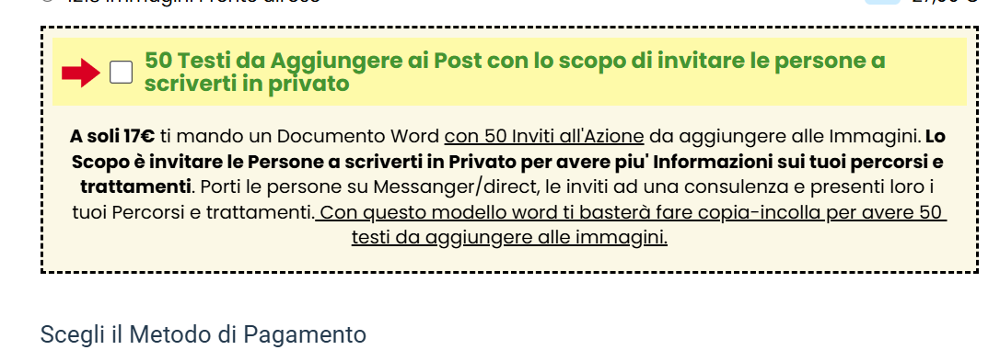 50 Testi da Aggiungere ai Post con lo scopo di invitare le persone a
scriverti in privato
A soli 17€ ti mando un Documento Word con 50 Inviti all'Azione da aggiungere alle Immagini. Lo
Scopo è invitare le Persone a scriverti in Privato per avere piu' Informazioni sui tuoi percorsi e
trattamenti. Porti le persone su Messanger/direct, le inviti ad una consulenza e presenti loro i
tuoi Percorsi e trattamenti. Con questo modello word ti basterà fare copia-incolla per avere 50
testi da aggiungere alle immagini.
Scegli il Metodo di Pagamento